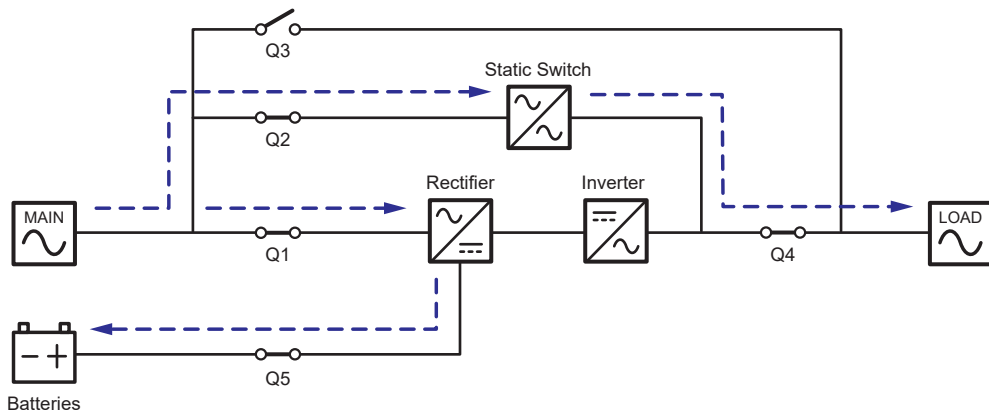 Q3
Static Switch
Q2
Rectifier
Inverter
MAIN
LOAD
Q1
Q4
Q5
Batteries